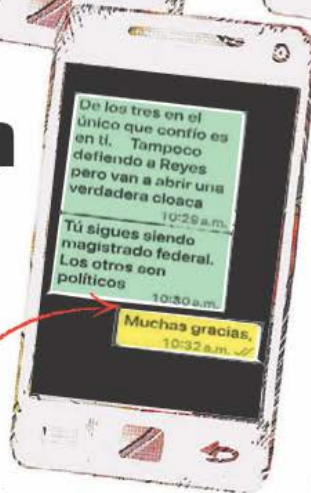 De los tres en el
único que confío es
en ti. Tampoco
defiendo a Reyes
pero van a abrir una
verdadera cloaca
10:29 a.m.
Tú sigues siendo
magistrado federal.
Los otros son
políticos
10:30 a.m.
Muchas gracias,
10:32 a.m.